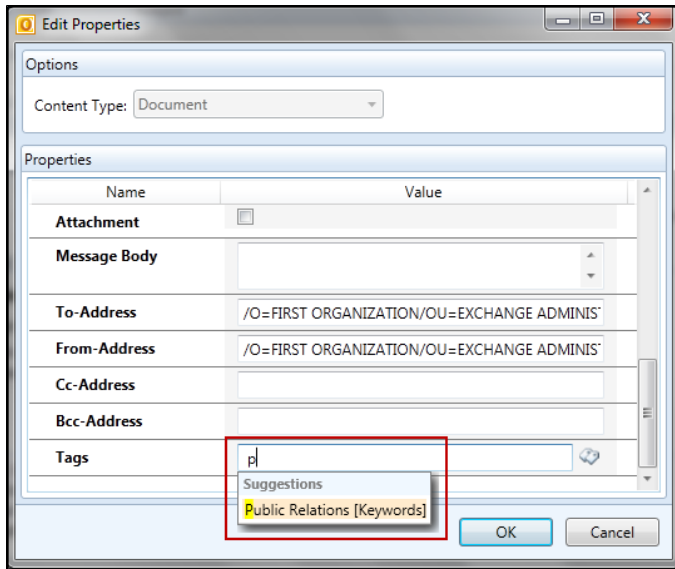 Edit Properties
Options
Content Type: Document
Properties
Name Value
Attachment
Message Body
To-Address /O=FIRST ORGANIZATION/OU=EXCHANGE ADMINIS
From-Address /O=FIRST ORGANIZATION/OU=EXCHANGE ADMINIS
Cc-Address
Bcc-Address
Tags p
Suggestions
Public Relations [Keywords]
OK Cancel